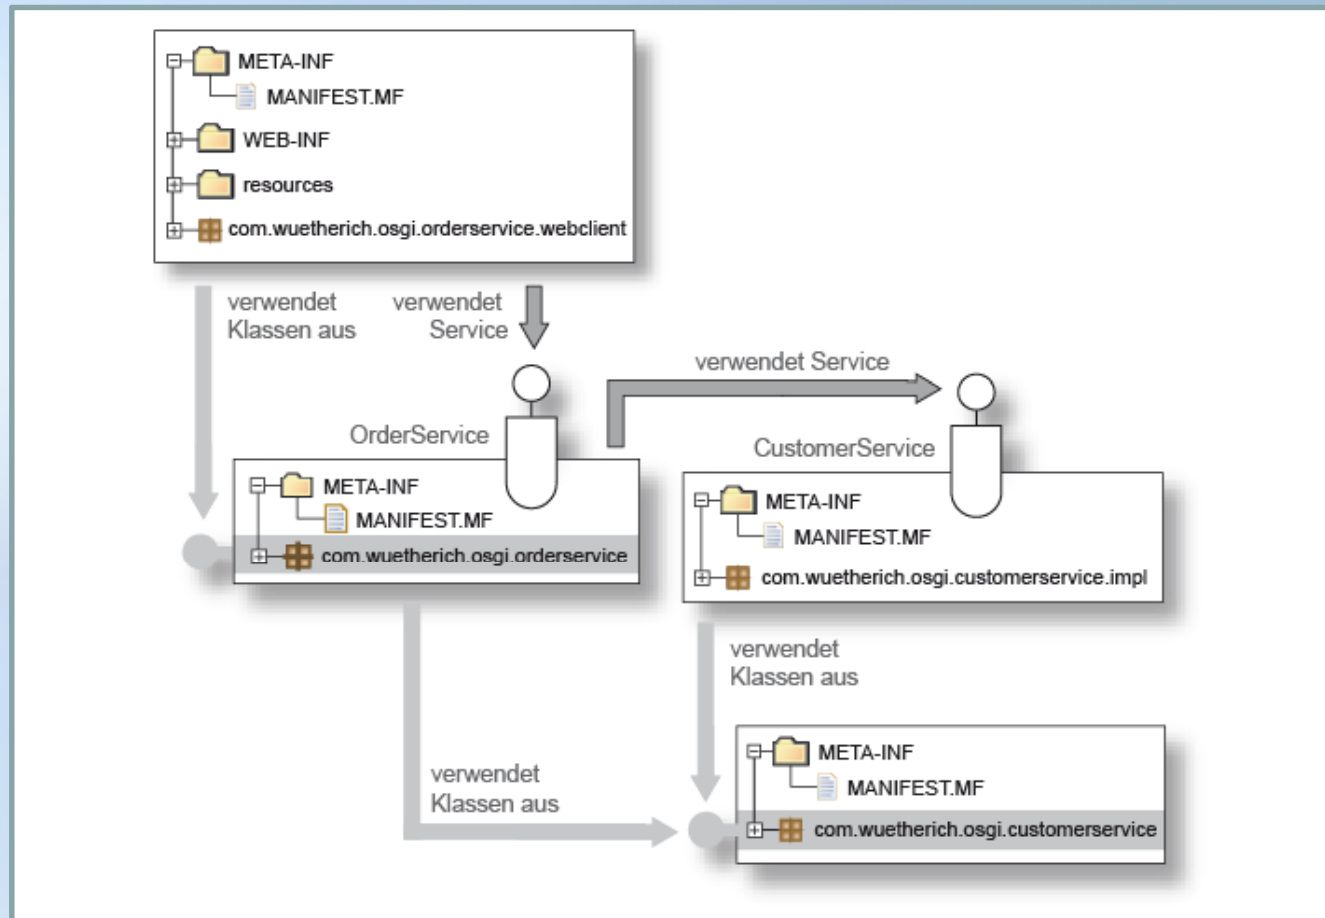 META-INF
MANIFEST.MF
WEB-INF
resources
com.wuetherich.osgi.orderservice.webclient
verwendet
Klassen aus
verwendet
Service
verwendet Service
OrderService
CustomerService
META-INF
MANIFEST.MF
com.wuetherich.osgi.orderservice
META-INF
MANIFEST.MF
com.wuetherich.osgi.customerservice.impl
verwendet
Klassen aus
verwendet
Klassen aus
META-INF
MANIFEST.MF
com.wuetherich.osgi.customerservice